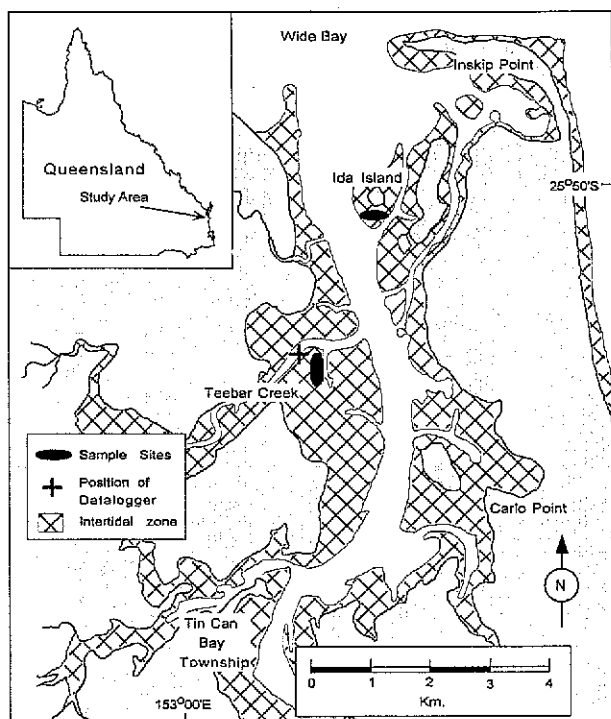 Wide Bay
Inskip Point
Queensland
Study Area
Ida Island
25°50'S
Teebar Creek
Sample Sites
Position of
Datalogger
Intertidal zone
Carlo Point
N
Tin Can
Bay
Township
153°00'E
0 1 2 3 4
Km.